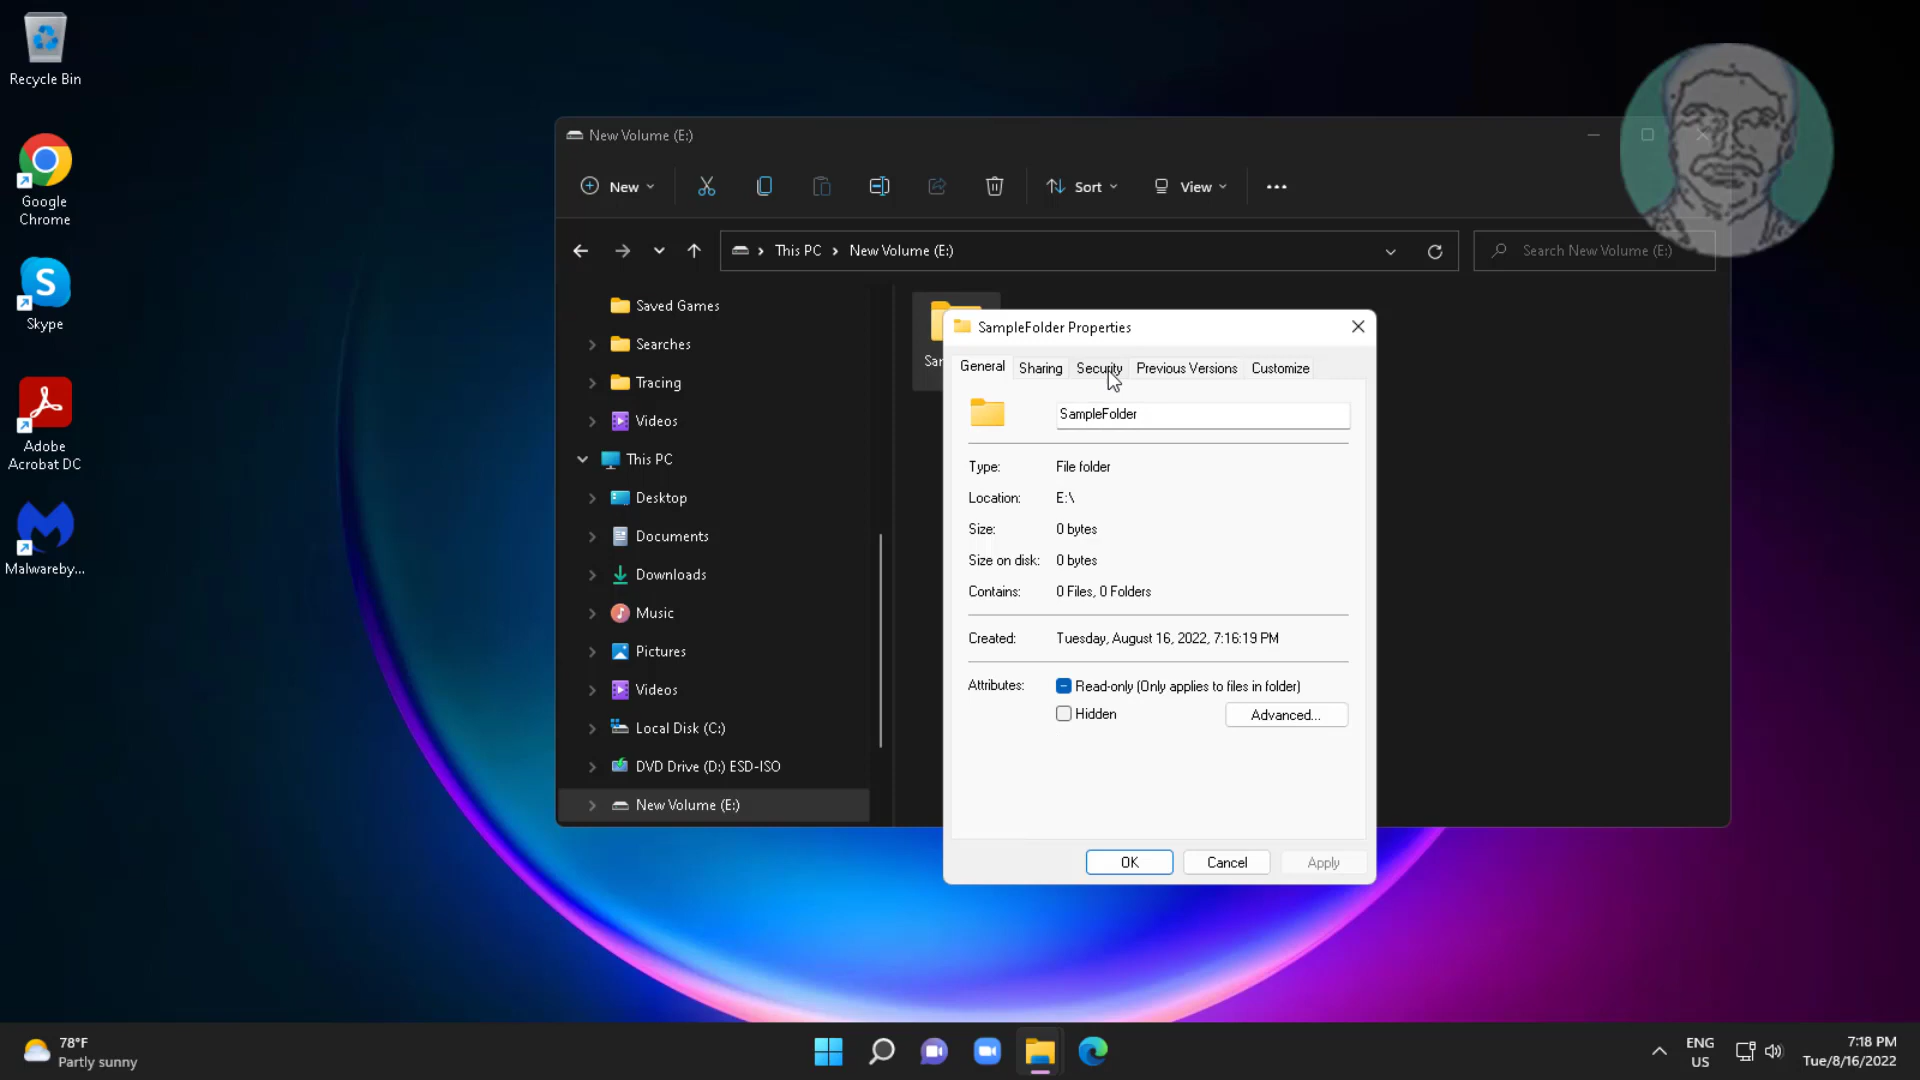 Recycle Bin
Google
Chrome
Skype
Adobe
Acrobat DC
Malwareby...
New Volume (E:)
New
Sort
View
This PC
New Volume (E:)
Search New Volume (E:)
Saved Games
Searches
Tracing
Videos
This PC
Desktop
Documents
Downloads
Music
Pictures
Videos
Local Disk (C:)
DVD Drive (D:) ESD-ISO
New Volume (E:)
SampleFolder Properties
General Sharing Security Previous Versions Customize
SampleFolder
Type: File folder
Location: E:\
Size: 0 bytes
Size on disk: 0 bytes
Contains: 0 Files, 0 Folders
Created: Tuesday, August 16, 2022, 7:16:19 PM
Attributes: Read-only (Only applies to files in folder)
Hidden Advanced...
OK Cancel Apply
78°F
Partly sunny
ENG
US
7:18 PM
Tue/8/16/2022